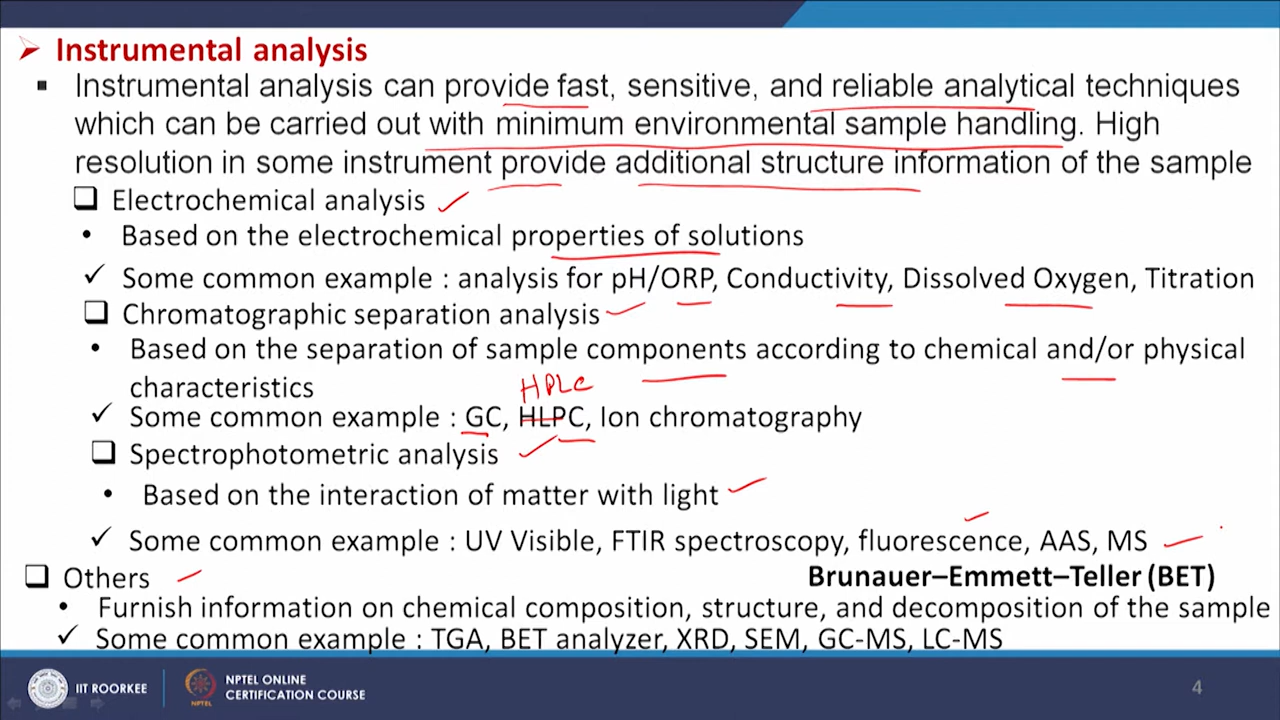 Instrumental analysis
Instrumental analysis can provide fast, sensitive, and reliable analytical techniques
which can be carried out with minimum environmental sample handling. High
resolution in some instrument provide additional structure information of the sample
Electrochemical analysis
Based on the electrochemical properties of solutions
Some common example : analysis for pH/ORP, Conductivity, Dissolved Oxygen, Titration
Chromatographic separation analysis
Based on the separation of sample components according to chemical and/or physical
characteristics
HPLC
Some common example : GC, HLPC, Ion chromatography
Spectrophotometric analysis
Based on the interaction of matter with light
Some common example : UV Visible, FTIR spectroscopy, fluorescence, AAS, MS
Others
Brunauer–Emmett–Teller (BET)
Furnish information on chemical composition, structure, and decomposition of the sample
Some common example : TGA, BET analyzer, XRD, SEM, GC-MS, LC-MS
IIT ROORKEE
NPTEL
NPTEL ONLINE
CERTIFICATION COURSE
4